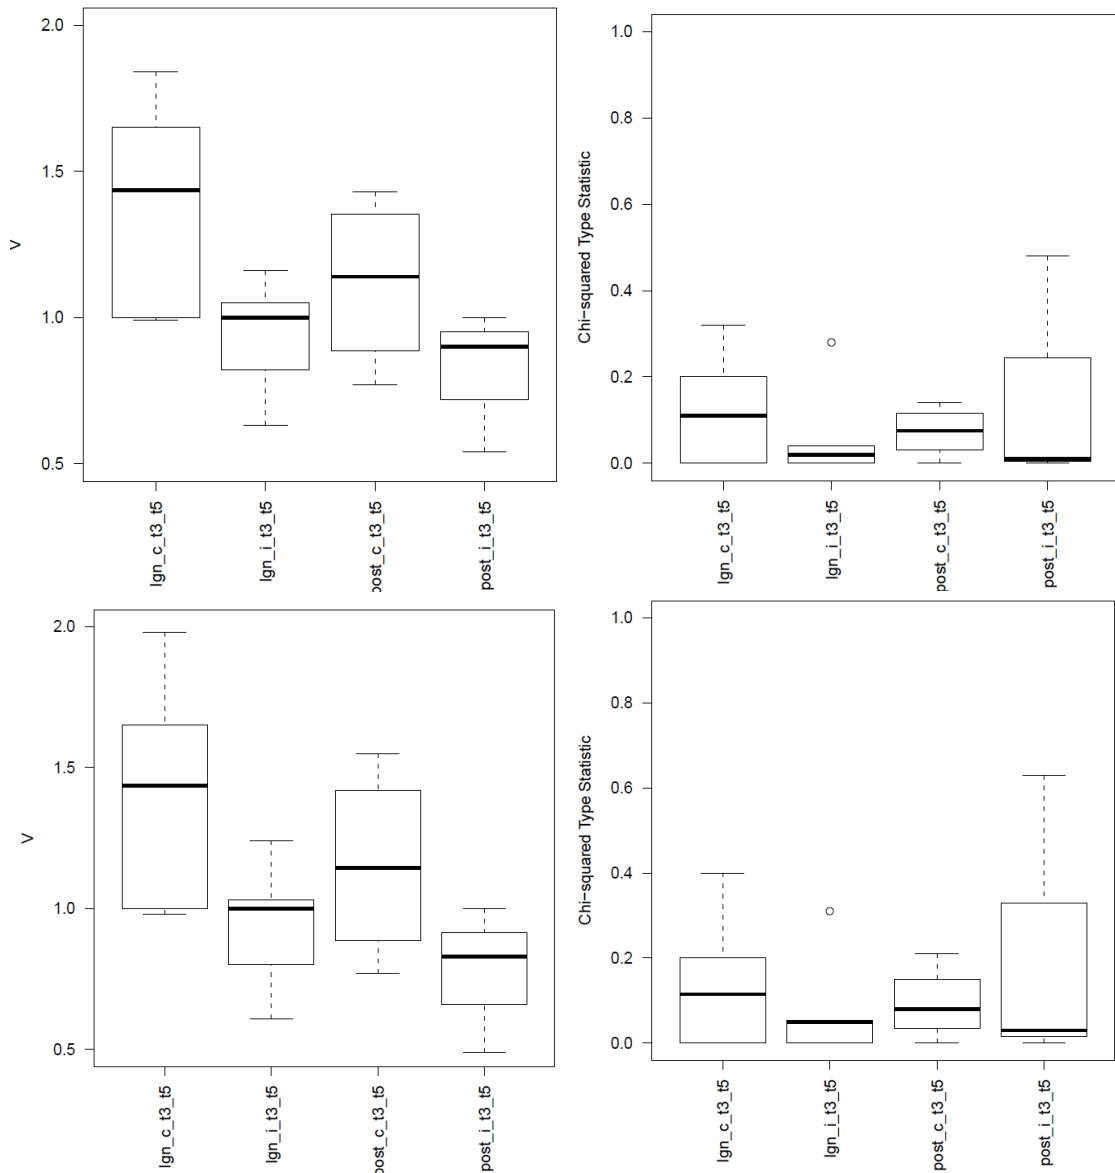 2.0
1.5
1.0
0.5
V
lgn_c_t3_t5
lgn_i_t3_t5
post_c_t3_t5
post_i_t3_t5
1.0
0.8
0.6
0.4
0.2
0.0
Chi−squared Type Statistic
lgn_c_t3_t5
lgn_i_t3_t5
post_c_t3_t5
post_i_t3_t5
2.0
1.5
1.0
0.5
V
lgn_c_t3_t5
lgn_i_t3_t5
post_c_t3_t5
post_i_t3_t5
1.0
0.8
0.6
0.4
0.2
0.0
Chi−squared Type Statistic
lgn_c_t3_t5
lgn_i_t3_t5
post_c_t3_t5
post_i_t3_t5